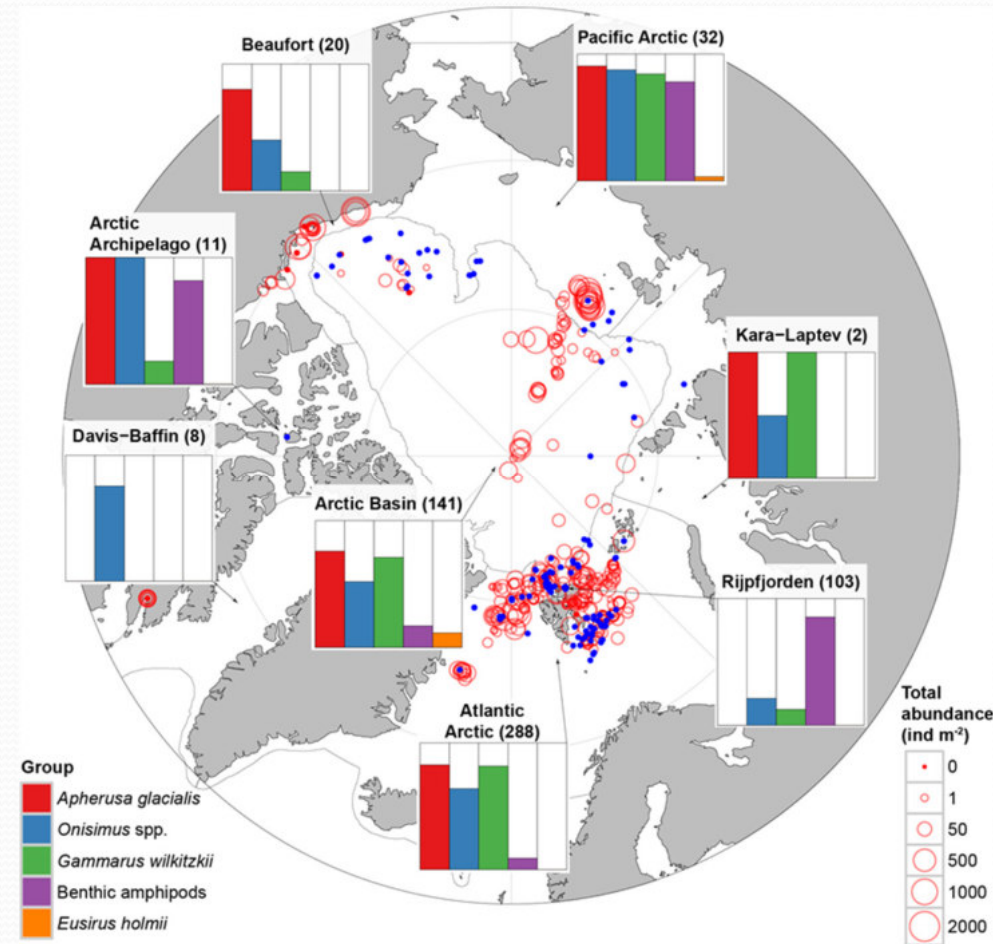 Beaufort (20)
Pacific Arctic (32)
Arctic
Archipelago (11)
Kara−Laptev (2)
Davis−Baffin (8)
Arctic Basin (141)
Rijpfjorden (103)
Atlantic
Arctic (288)
Group
Apherusa glacialis
Onisimus spp.
Gammarus wilkitzkii
Benthic amphipods
Eusirus holmii
Total
abundance
(ind m⁻²)
0
1
50
500
1000
2000